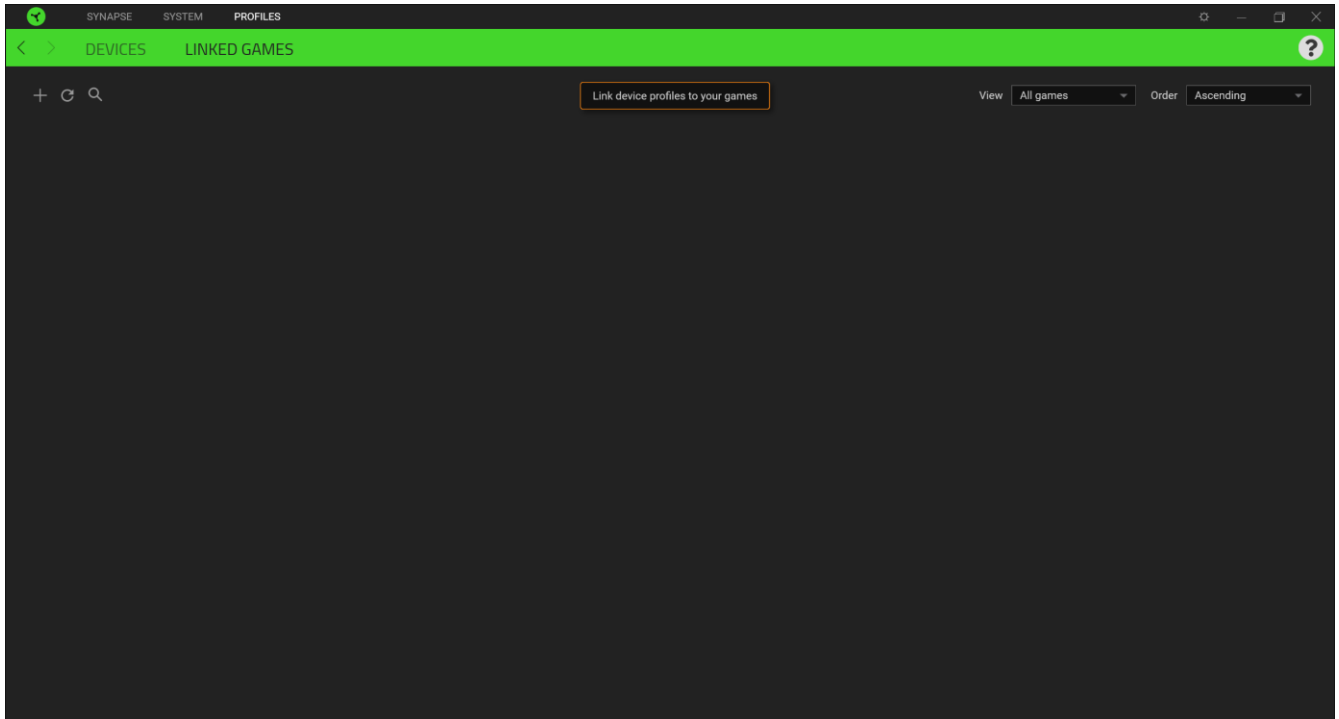 SYNAPSE SYSTEM PROFILES
DEVICES LINKED GAMES ?
Link device profiles to your games View All games Order Ascending